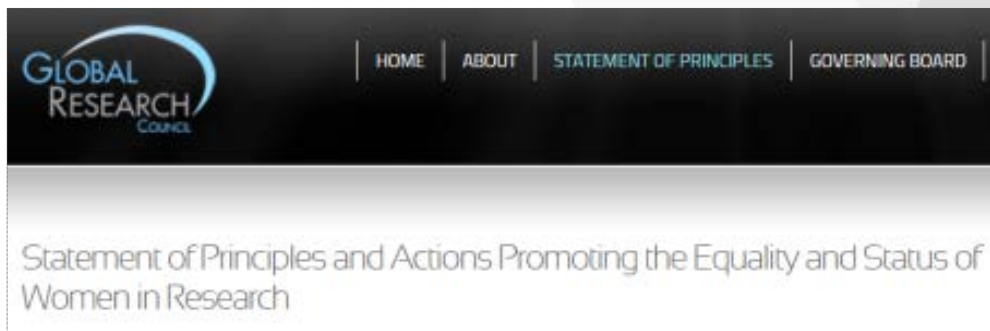 GLOBAL
RESEARCH
COUNCIL
HOME ABOUT STATEMENT OF PRINCIPLES GOVERNING BOARD
Statement of Principles and Actions Promoting the Equality and Status of
Women in Research